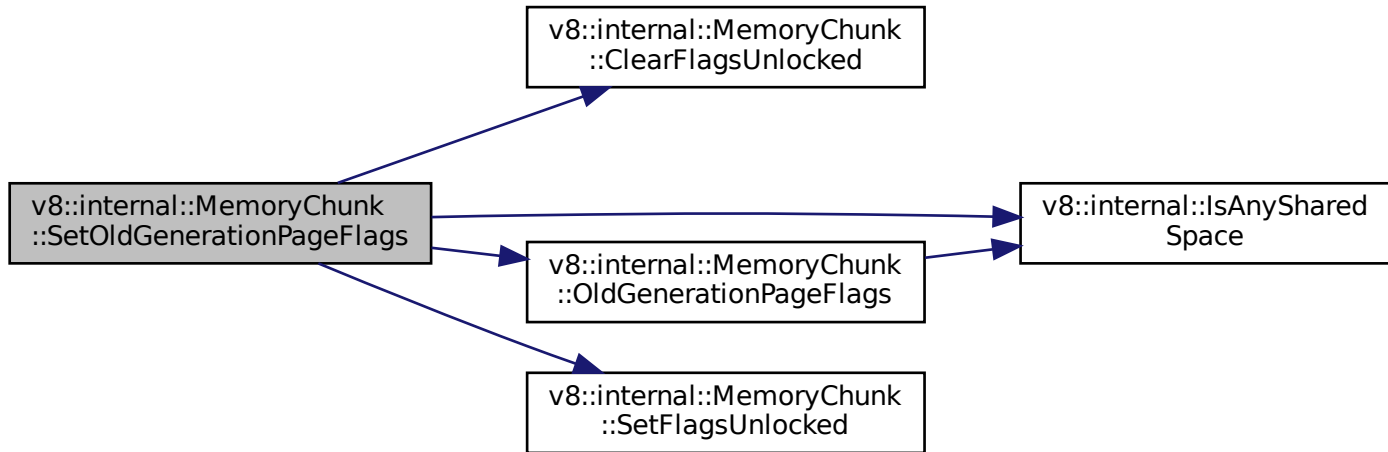 v8::internal::MemoryChunk
::SetOldGenerationPageFlags
v8::internal::MemoryChunk
::ClearFlagsUnlocked
v8::internal::MemoryChunk
::OldGenerationPageFlags
v8::internal::MemoryChunk
::SetFlagsUnlocked
v8::internal::IsAnyShared
Space